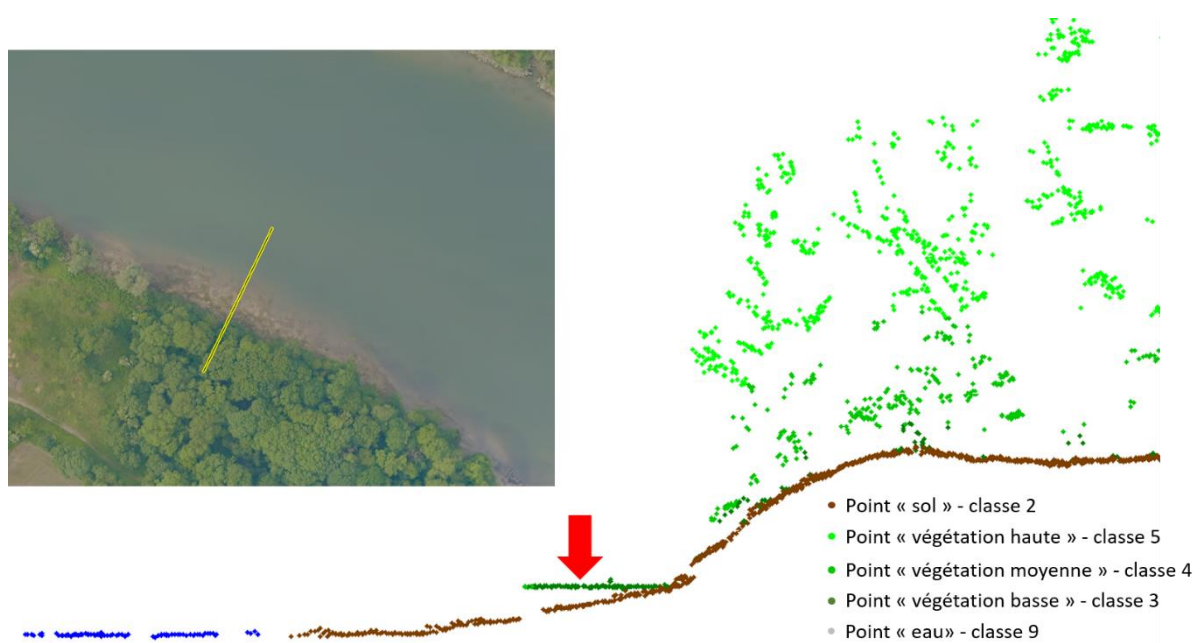 Point « sol » - classe 2
Point « végétation haute » - classe 5
Point « végétation moyenne » - classe 4
Point « végétation basse » - classe 3
Point « eau» - classe 9